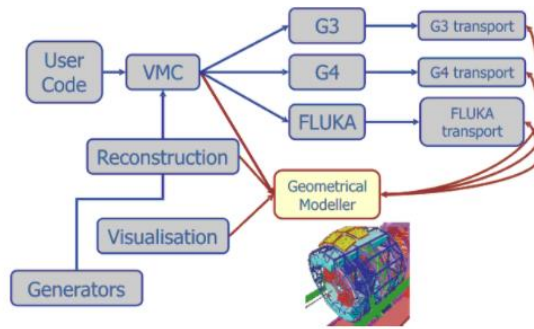 G3
G3 transport
User
Code
VMC
G4
G4 transport
FLUKA
FLUKA
transport
Reconstruction
Geometrical
Modeller
Visualisation
Generators